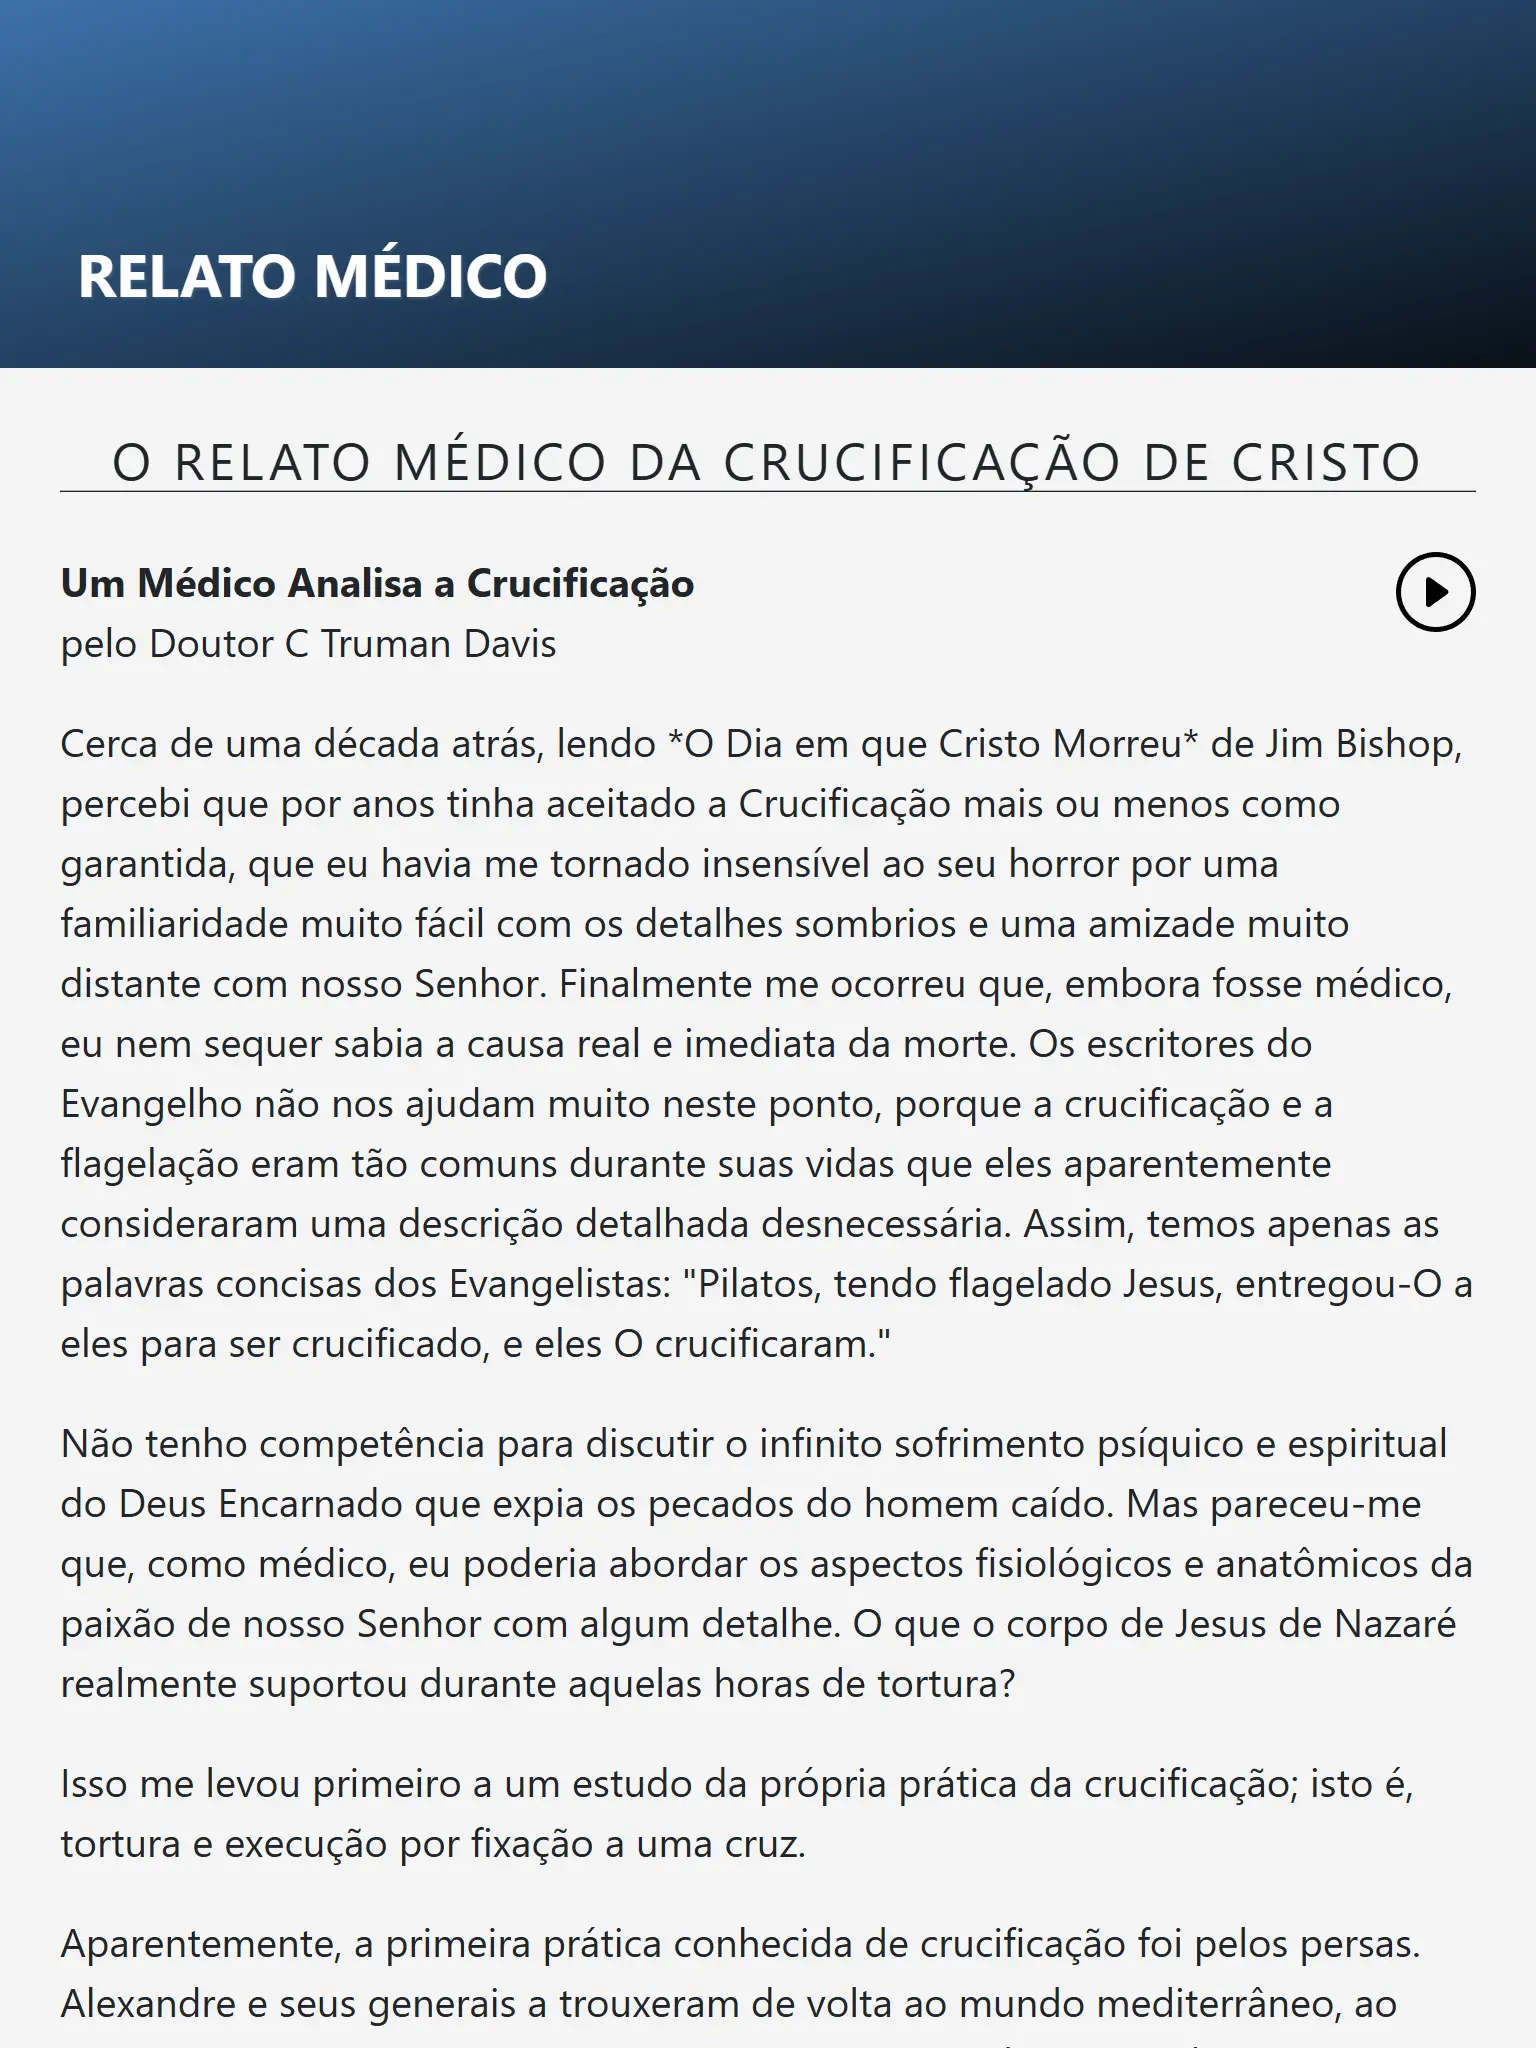 RELATO MÉDICO
O RELATO MÉDICO DA CRUCIFICAÇÃO DE CRISTO
Um Médico Analisa a Crucificação
pelo Doutor C Truman Davis
Cerca de uma década atrás, lendo *O Dia em que Cristo Morreu* de Jim Bishop,
percebi que por anos tinha aceitado a Crucificação mais ou menos como
garantida, que eu havia me tornado insensível ao seu horror por uma
familiaridade muito fácil com os detalhes sombrios e uma amizade muito
distante com nosso Senhor. Finalmente me ocorreu que, embora fosse médico,
eu nem sequer sabia a causa real e imediata da morte. Os escritores do
Evangelho não nos ajudam muito neste ponto, porque a crucificação e a
flagelação eram tão comuns durante suas vidas que eles aparentemente
consideraram uma descrição detalhada desnecessária. Assim, temos apenas as
palavras concisas dos Evangelistas: "Pilatos, tendo flagelado Jesus, entregou-O a
eles para ser crucificado, e eles O crucificaram."
Não tenho competência para discutir o infinito sofrimento psíquico e espiritual
do Deus Encarnado que expia os pecados do homem caído. Mas pareceu-me
que, como médico, eu poderia abordar os aspectos fisiológicos e anatômicos da
paixão de nosso Senhor com algum detalhe. O que o corpo de Jesus de Nazaré
realmente suportou durante aquelas horas de tortura?
Isso me levou primeiro a um estudo da própria prática da crucificação; isto é,
tortura e execução por fixação a uma cruz.
Aparentemente, a primeira prática conhecida de crucificação foi pelos persas.
Alexandre e seus generais a trouxeram de volta ao mundo mediterrâneo, ao